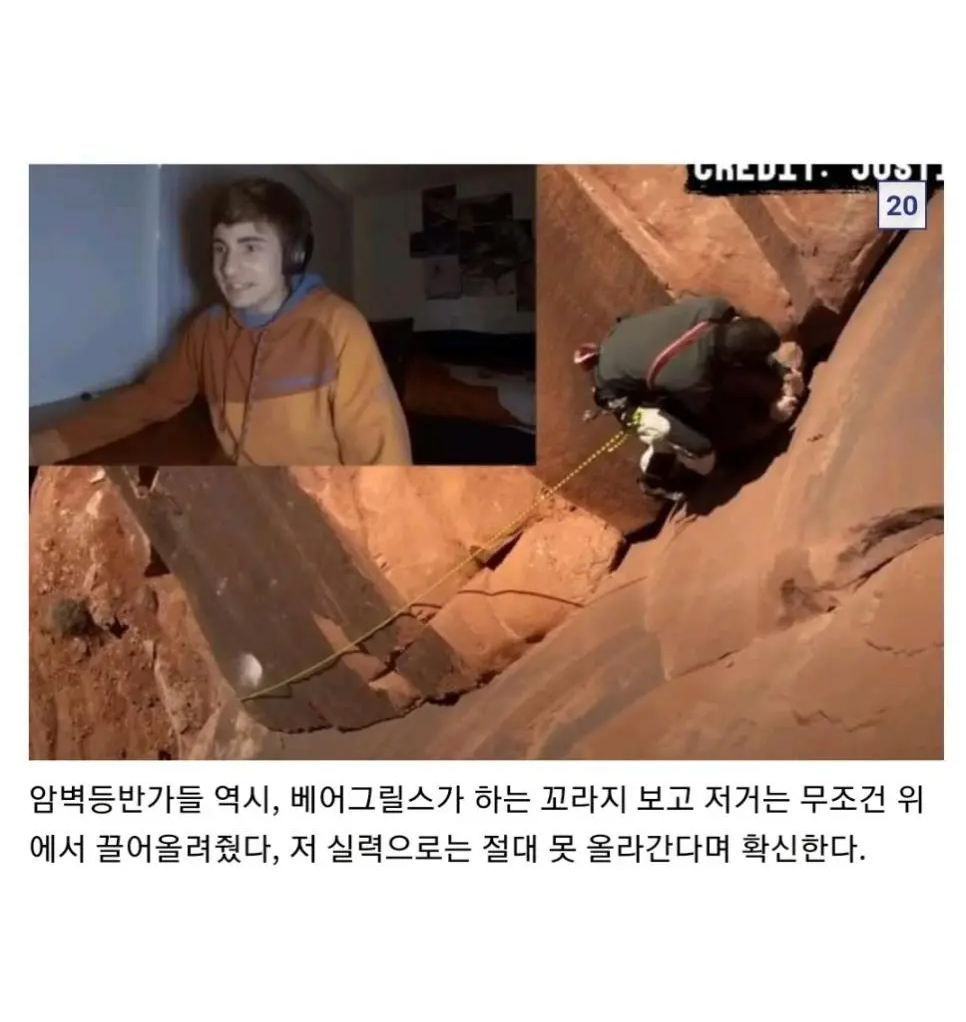 CREDIT: JUSTI
20
암벽등반가들 역시, 베어그릴스가 하는 꼬라지 보고 저거는 무조건 위
에서 끌어올려줬다, 저 실력으로는 절대 못 올라간다며 확신한다.